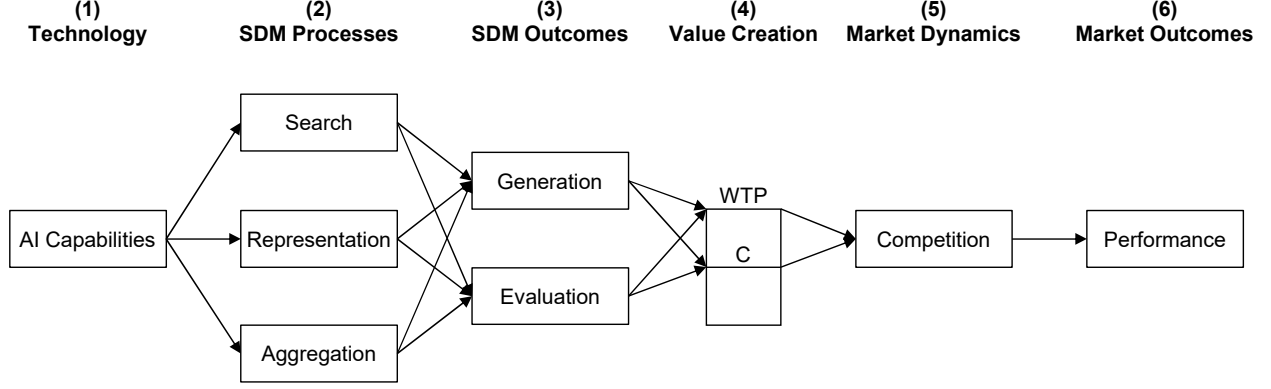 (1)
Technology
(2)
SDM Processes
(3)
SDM Outcomes
(4)
Value Creation
(5)
Market Dynamics
(6)
Market Outcomes
AI Capabilities
Search
Representation
Aggregation
Generation
Evaluation
WTP
C
Competition
Performance